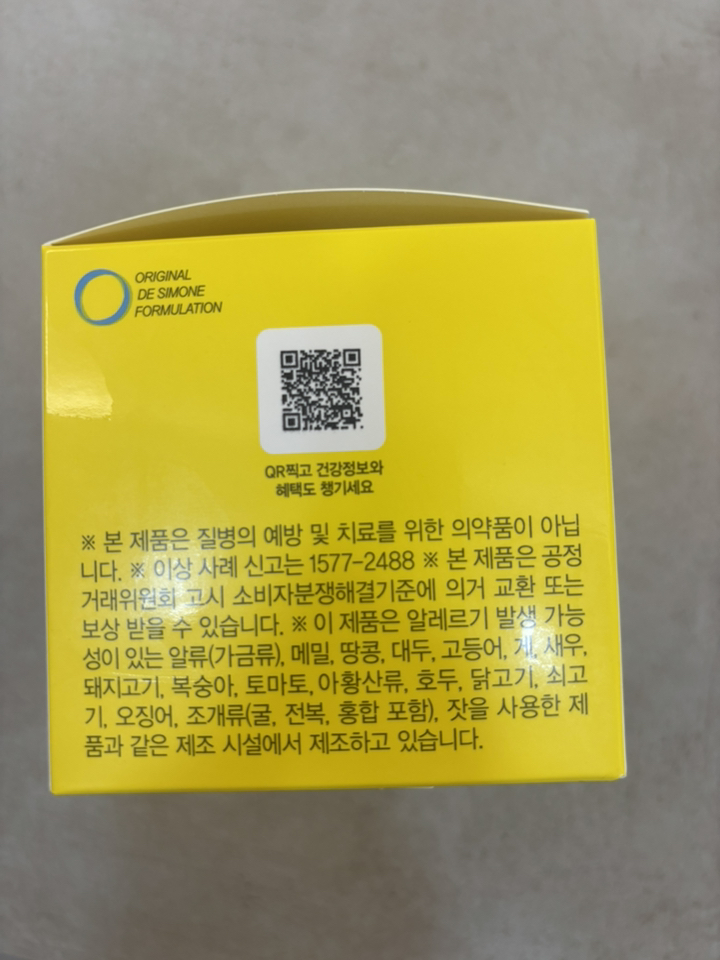 ORIGINAL
DE SIMONE
FORMULATION
QR찍고 건강정보와
혜택도 챙기세요
※ 본 제품은 질병의 예방 및 치료를 위한 의약품이 아닙
니다. ※ 이상 사례 신고는 1577-2488 ※ 본 제품은 공정
거래위원회 고시 소비자분쟁해결기준에 의거 교환 또는
보상 받을 수 있습니다. ※ 이 제품은 알레르기 발생 가능
성이 있는 알류(가금류), 메밀, 땅콩, 대두, 고등어, 게, 새우,
돼지고기, 복숭아, 토마토, 아황산류, 호두, 닭고기, 쇠고
기, 오징어, 조개류(굴, 전복, 홍합 포함), 잣을 사용한 제
품과 같은 제조 시설에서 제조하고 있습니다.